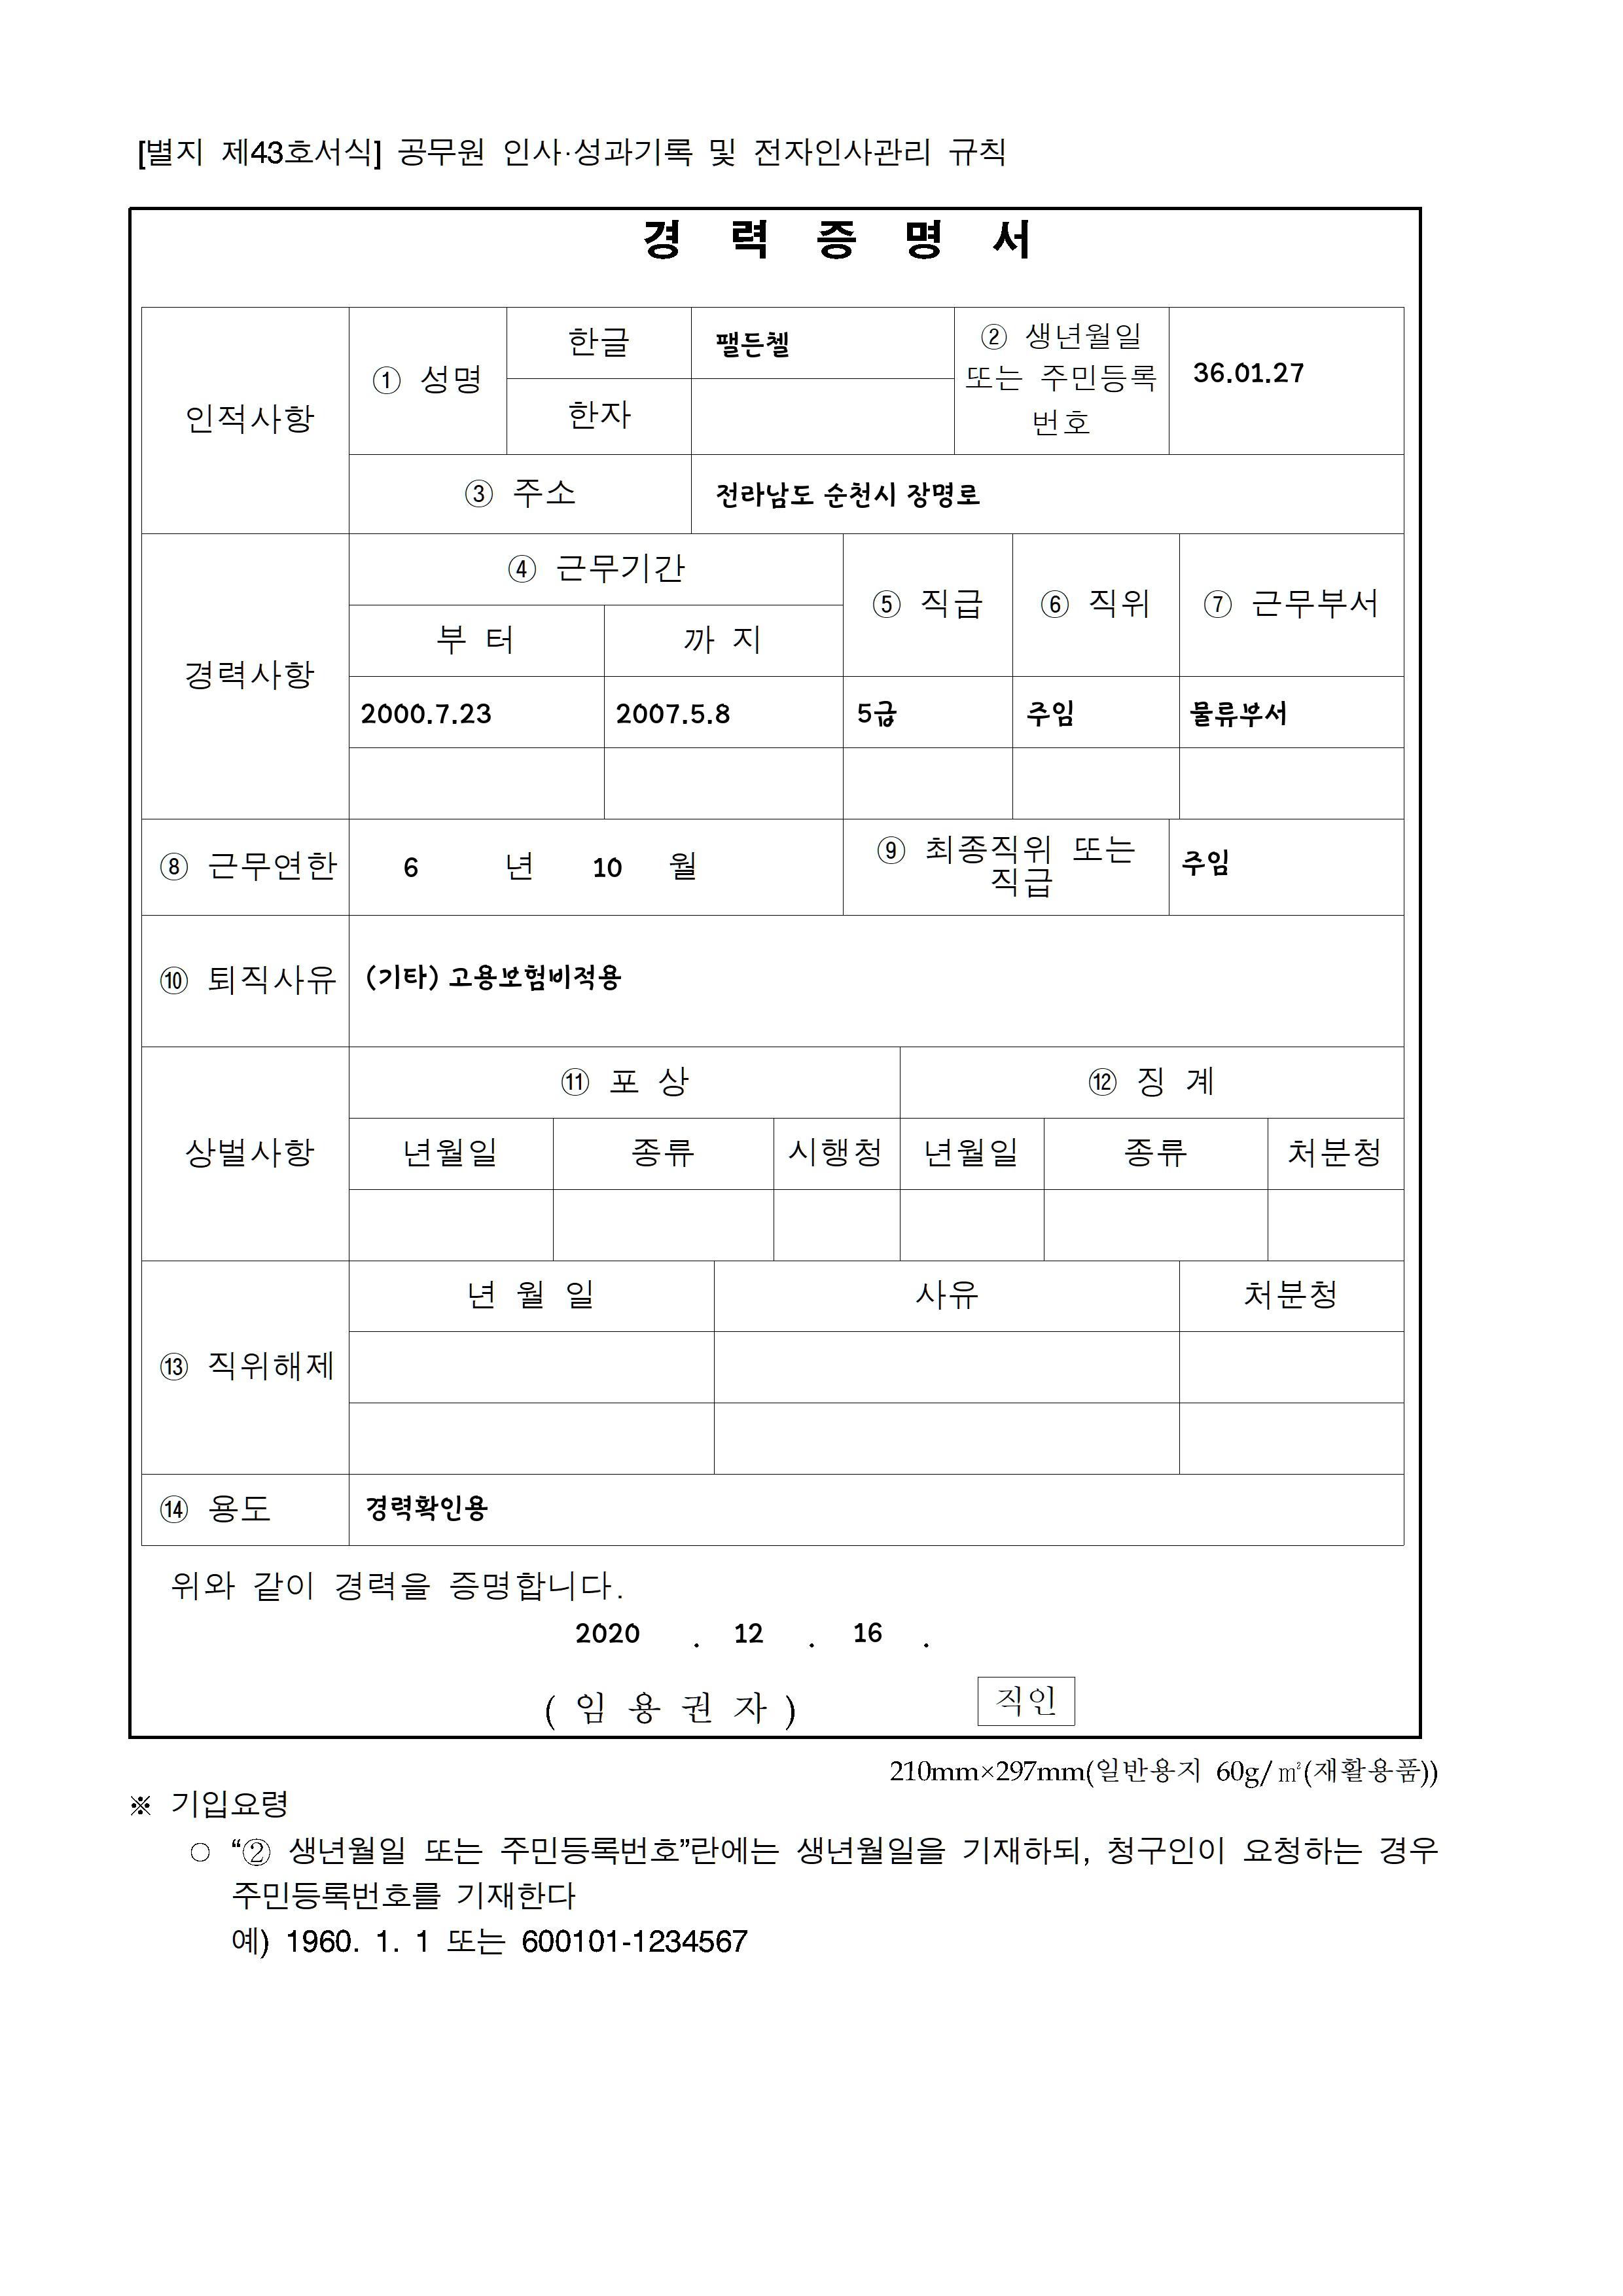 [별지 제43호서식] 공무원 인사·성과기록 및 전자인사관리 규칙
경 력 증 명 서
인적사항
① 성명
한글
팰든첼
② 생년월일
또는 주민등록
번호
36.01.27
한자
③ 주소
전라남도 순천시 장명로
경력사항
④ 근무기간
⑤ 직급
⑥ 직위
⑦ 근무부서
부 터
까 지
2000.7.23
2007.5.8
5급
주임
물류부서
⑧ 근무연한
6 년 10 월
⑨ 최종직위 또는
직급
주임
⑩ 퇴직사유
(기타) 고용보험비적용
상벌사항
⑪ 포 상
⑫ 징 계
년월일
종류
시행청
년월일
종류
처분청
⑬ 직위해제
년 월 일
사유
처분청
⑭ 용도
경력확인용
위와 같이 경력을 증명합니다.
2020 . 12 . 16 .
( 임 용 권 자 )
직인
210mm×297mm(일반용지 60g/㎡(재활용품))
※ 기입요령
○ “② 생년월일 또는 주민등록번호”란에는 생년월일을 기재하되, 청구인이 요청하는 경우
주민등록번호를 기재한다
예) 1960. 1. 1 또는 600101-1234567